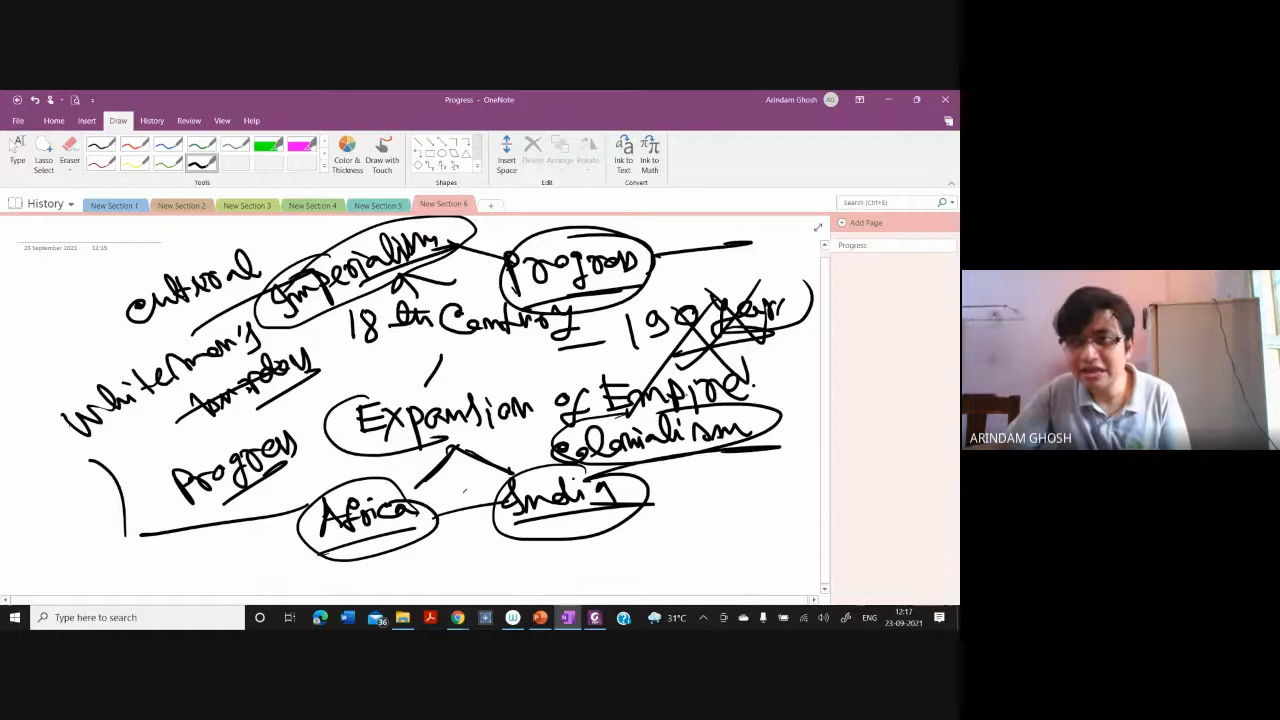 Progress - OneNote
Arindam Ghosh AG
File Home Insert Draw History Review View Help
Type
Lasso Select
Eraser
Color & Thickness
Draw with Touch
Insert Space
Delete
Arrange
Rotate
Ink to Text
Ink to Math
Tools
Shapes
Edit
Convert
History
New Section 1
New Section 2
New Section 3
New Section 4
New Section 5
New Section 6
Search (Ctrl+E)
Add Page
Progress
23 September 2021 12:15
Imperialism
Progress
18th Century 190 year
Whiteman's
Expansion of Empire
Colonialism
Progress
Africa
India
ARINDAM GHOSH
Type here to search
36
31°C
ENG
12:17
23-09-2021